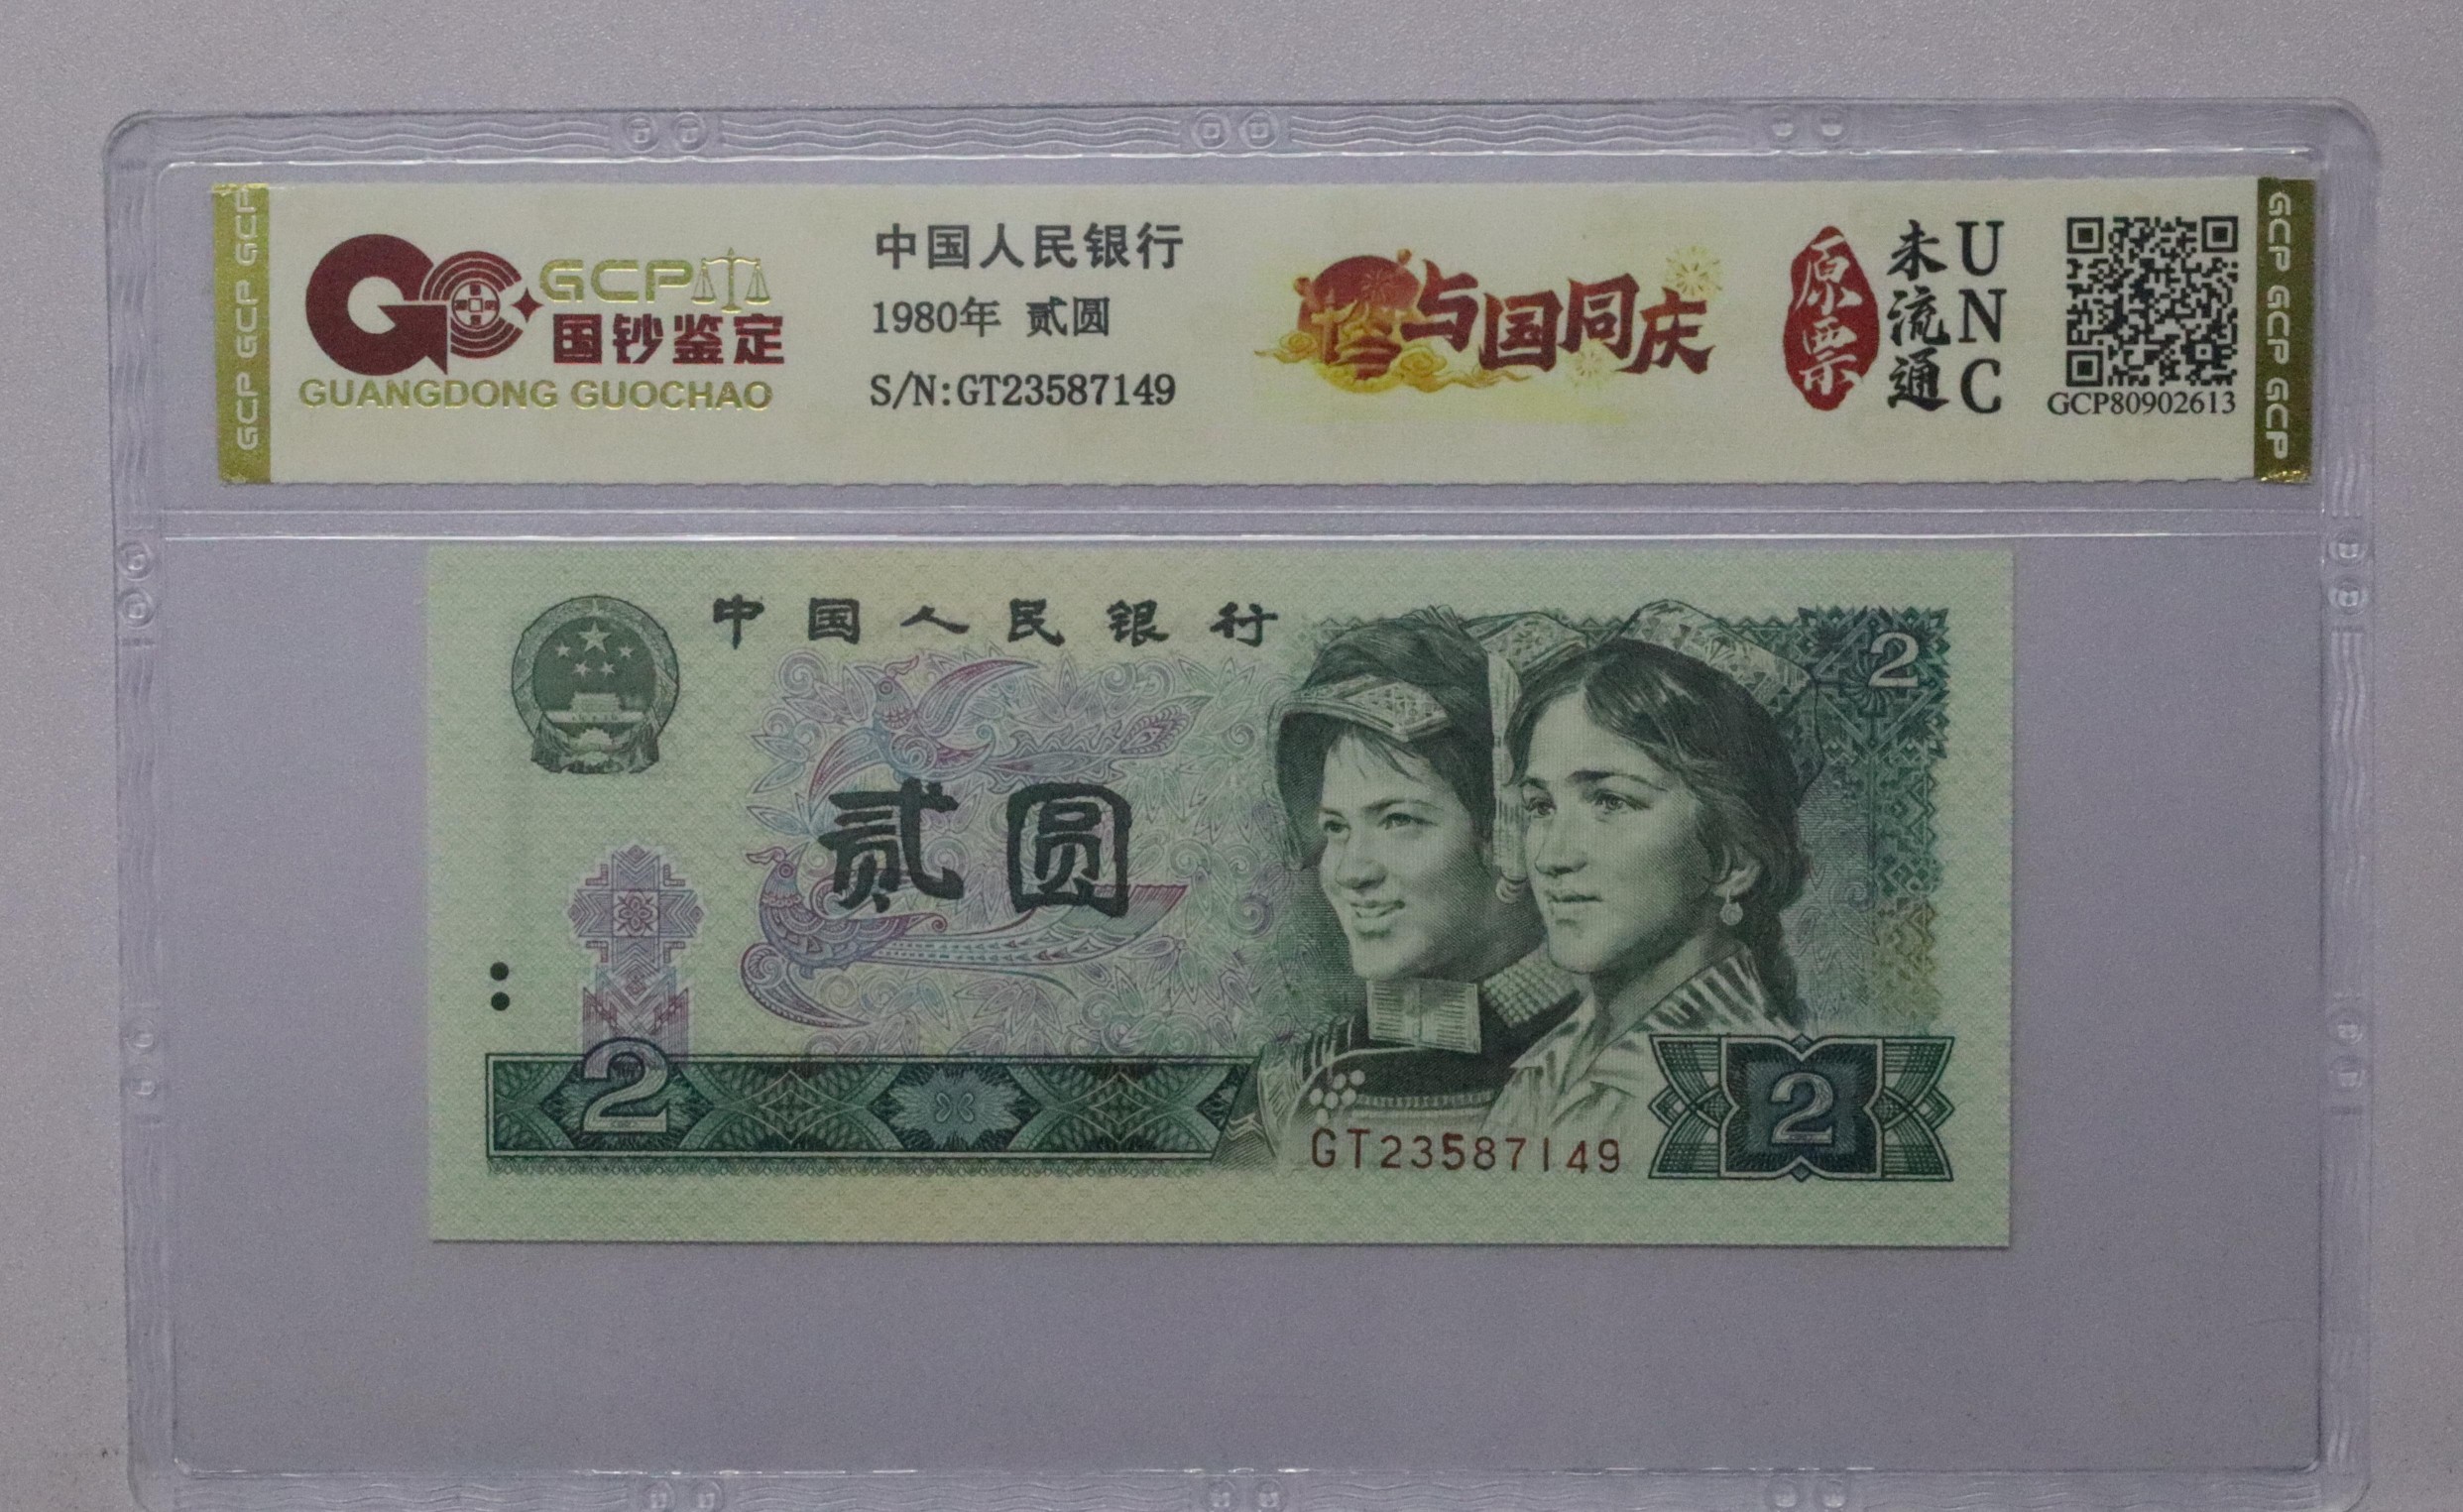 GCP GCP GCP
GCP
国钞鉴定
GUANGDONG GUOCHAO
中国人民银行
1980年 贰圆
S/N:GT23587149
与国同庆
原票
未流通
UNC
GCP80902613
GCP GCP GCP
中国人民银行
2
贰圆
2
GT23587149
2